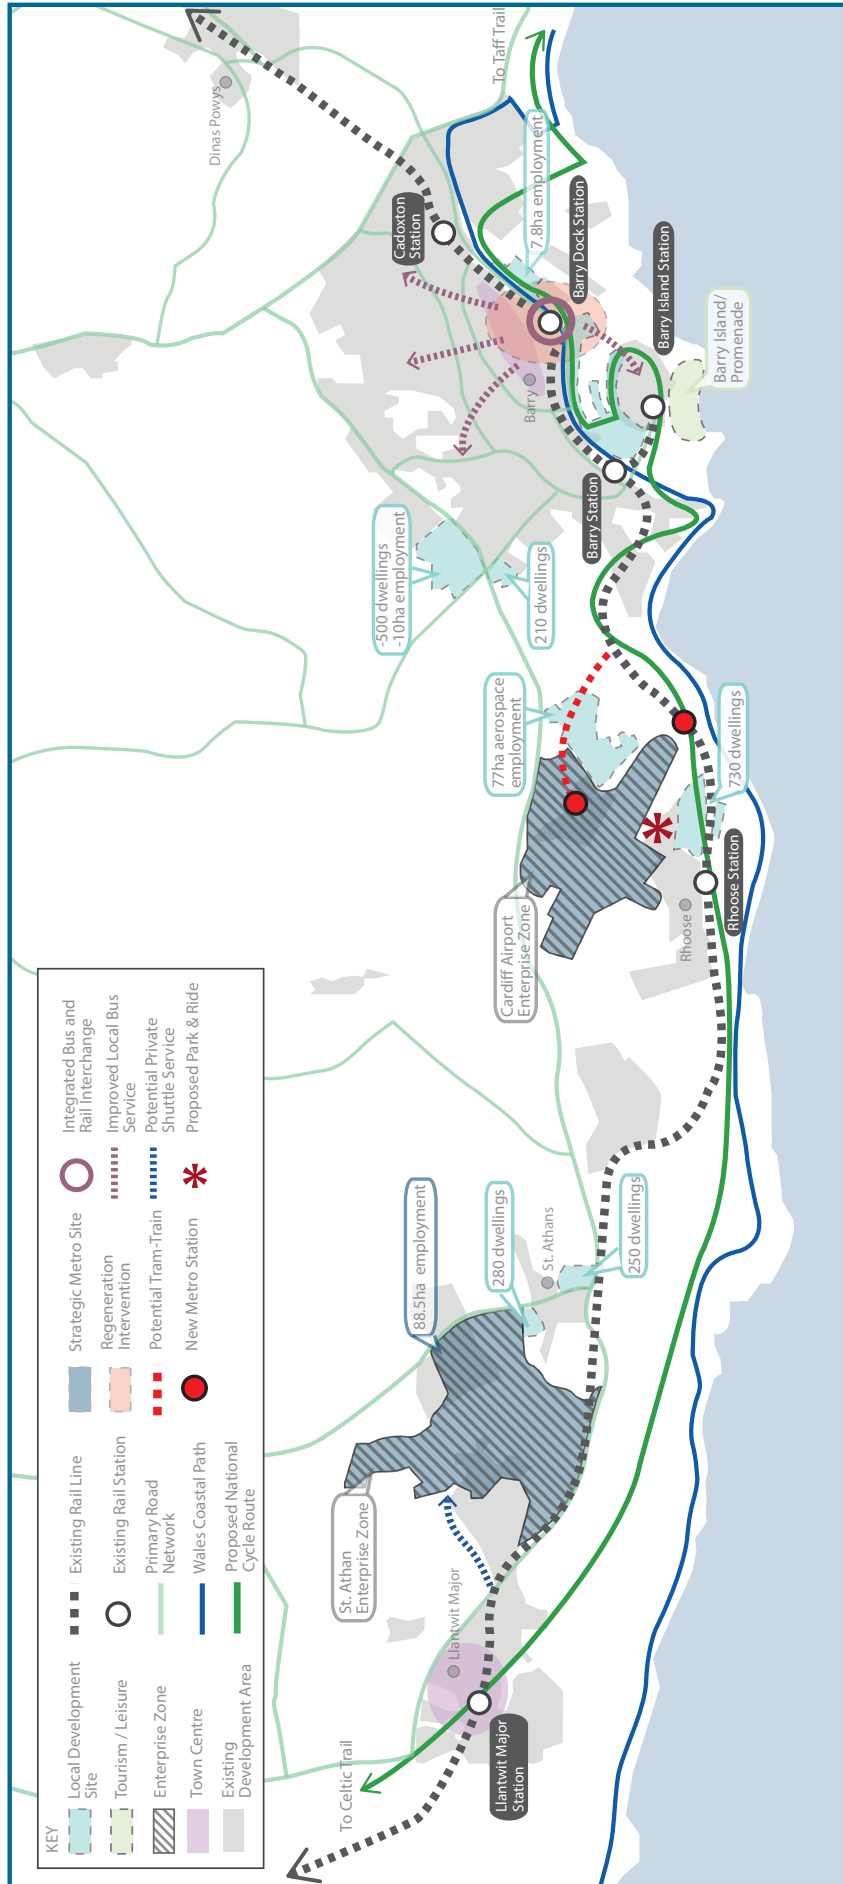 KEY
Local Development
Site
Tourism / Leisure
Enterprise Zone
Town Centre
Existing
Development Area
Existing Rail Line
Existing Rail Station
Primary Road
Network
Wales Coastal Path
Proposed National
Cycle Route
Strategic Metro Site
Regeneration
Intervention
Potential Tram-Train
New Metro Station
Integrated Bus and
Rail Interchange
Improved Local Bus
Service
Potential Private
Shuttle Service
Proposed Park & Ride
To Celtic Trail
Llantwit Major
Station
Llantwit Major
St. Athan
Enterprise Zone
88.5ha employment
280 dwellings
St. Athans
250 dwellings
Cardiff Airport
Enterprise Zone
Rhoose
Rhoose Station
730 dwellings
77ha aerospace
employment
-500 dwellings
-10ha employment
210 dwellings
Barry Station
Barry
Barry Island Station
Barry Island/
Promenade
Barry Dock Station
7.8ha employment
Cadoxton
Station
Dinas Powys
To Taff Trail